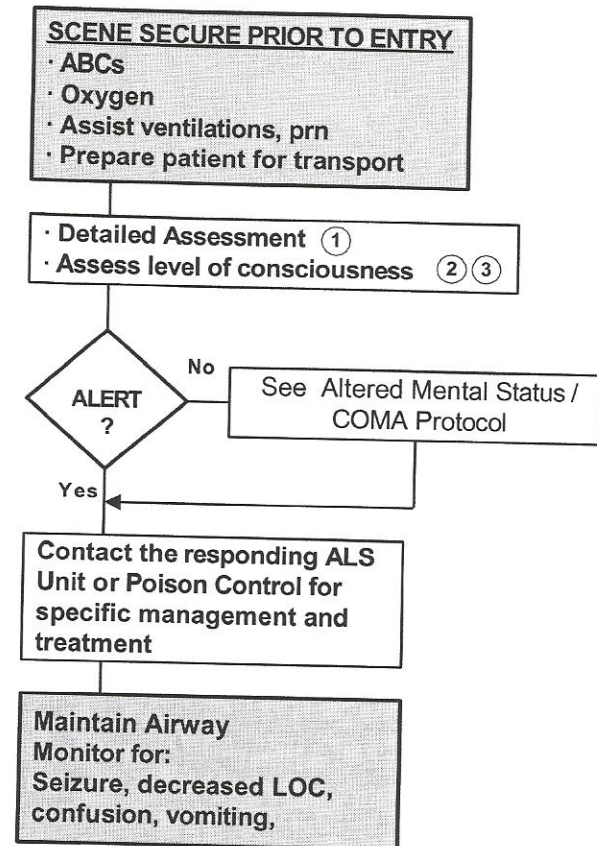 SCENE SECURE PRIOR TO ENTRY
· ABCs
· Oxygen
· Assist ventilations, prn
· Prepare patient for transport
· Detailed Assessment ①
· Assess level of consciousness ② ③
ALERT
?
No
See Altered Mental Status /
COMA Protocol
Yes
Contact the responding ALS
Unit or Poison Control for
specific management and
treatment
Maintain Airway
Monitor for:
Seizure, decreased LOC,
confusion, vomiting,